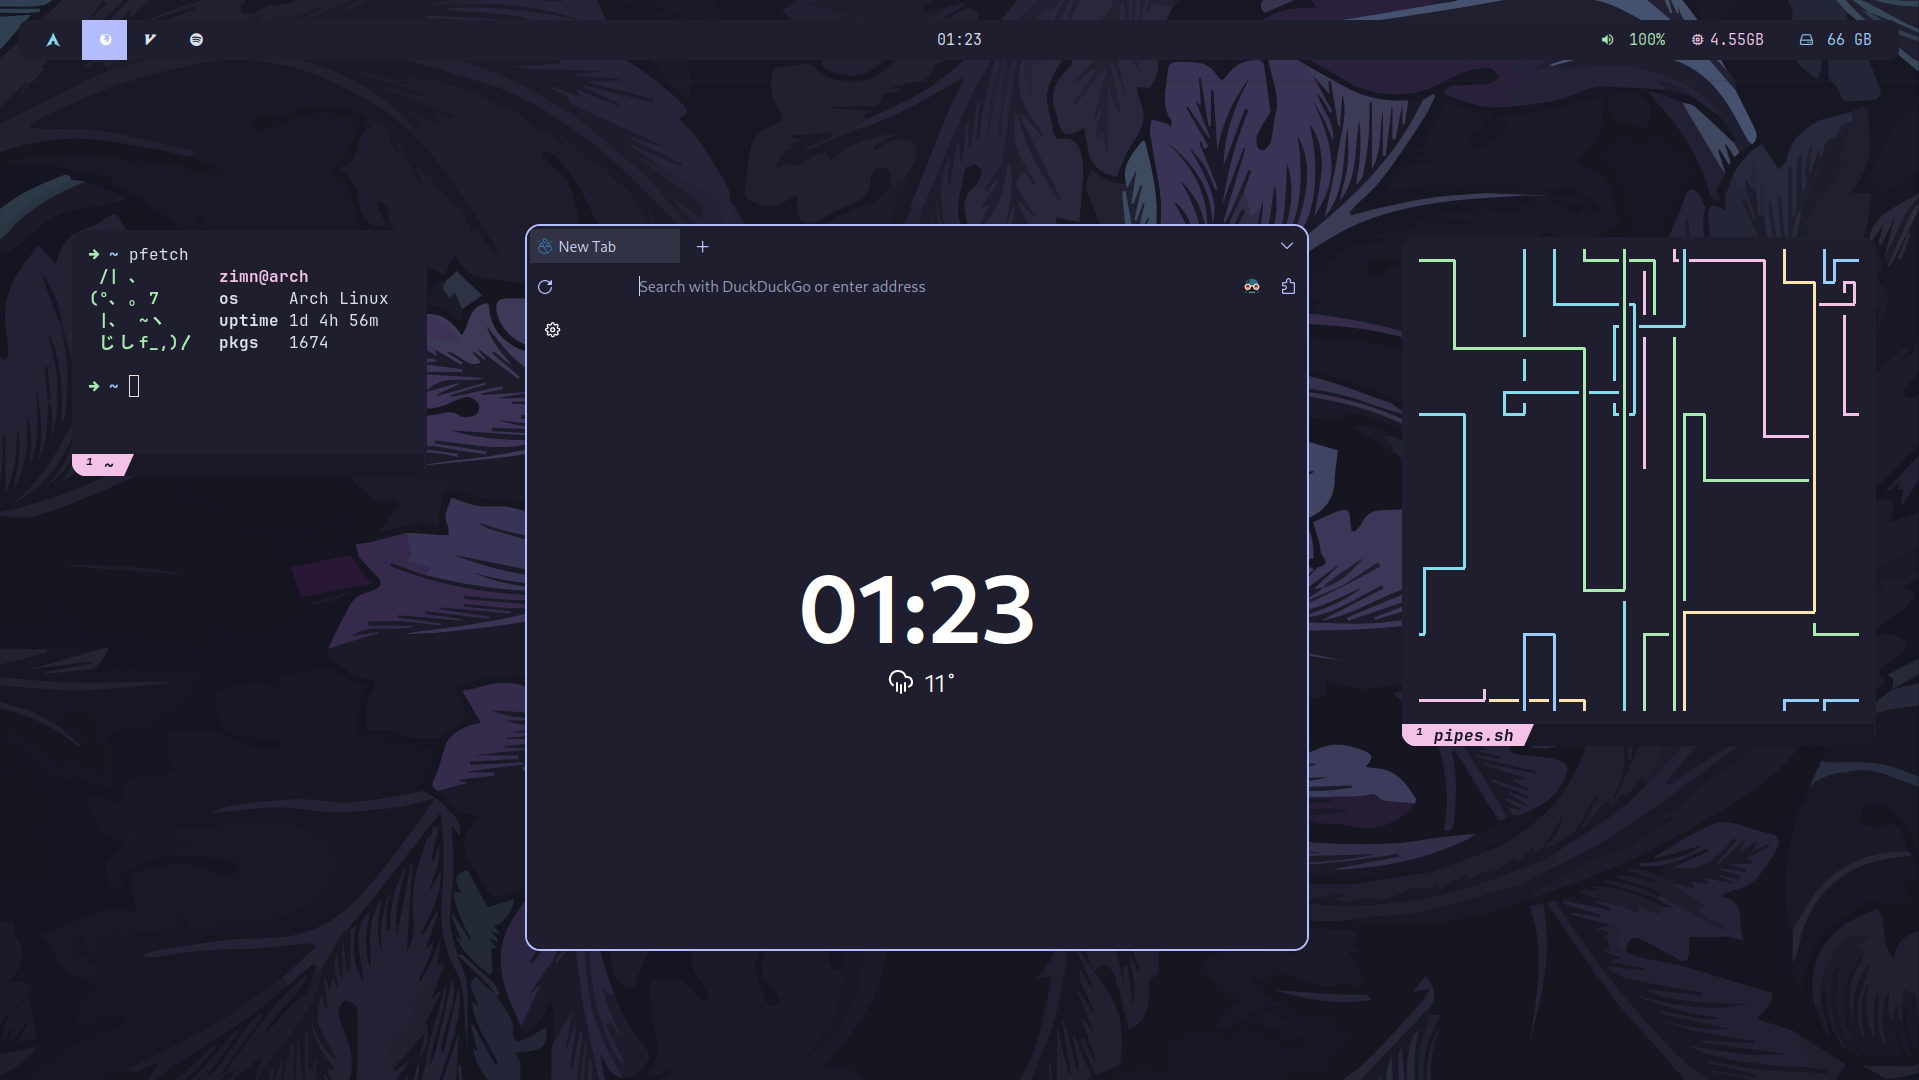 01:23
100%
4.55GB
66 GB
➜ ~ pfetch
/| 、
(°、 。7
|、 ~ヽ
じしf_,)/
zimn@arch
os Arch Linux
uptime 1d 4h 56m
pkgs 1674
➜ ~
1 ~
New Tab
Search with DuckDuckGo or enter address
01:23
11°
1 pipes.sh